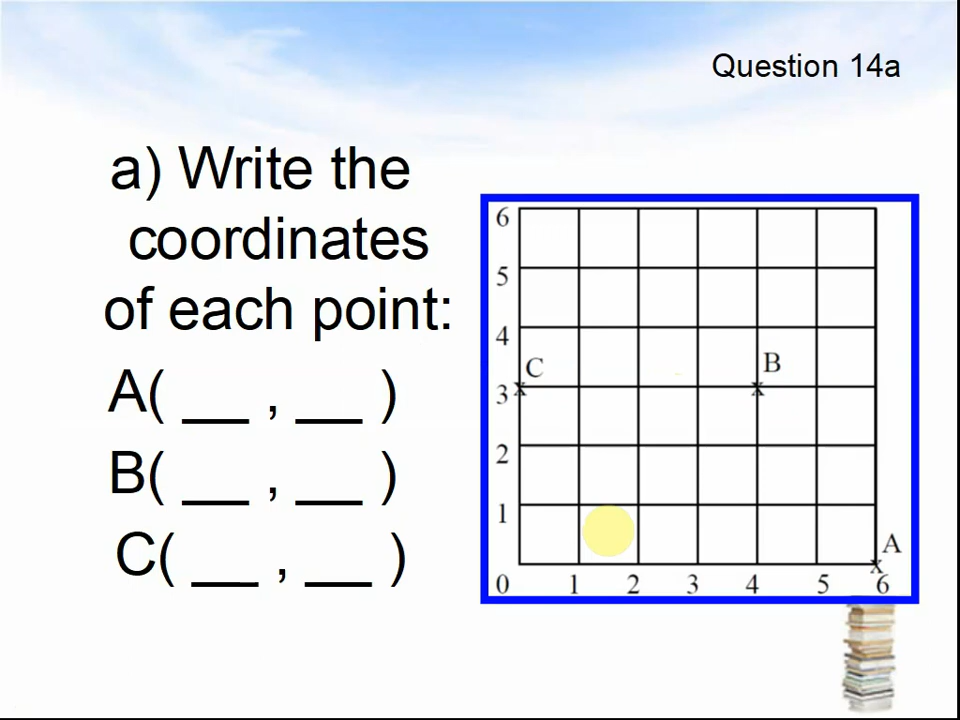 Question 14a
a) Write the
coordinates
of each point:
A( __ , __ )
B( __ , __ )
C( __ , __ )
6
5
4
C
B
3
2
1
A
0 1 2 3 4 5 6